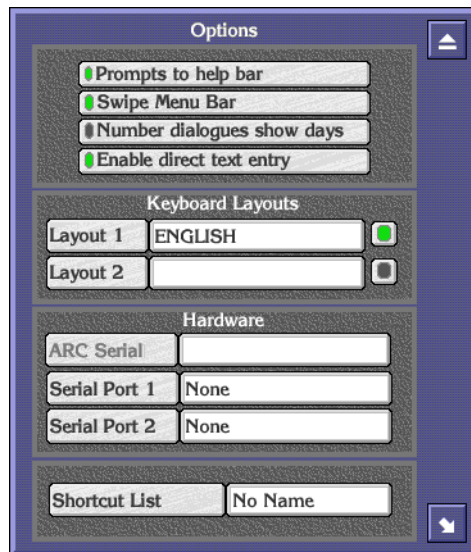 Options
Prompts to help bar
Swipe Menu Bar
Number dialogues show days
Enable direct text entry
Keyboard Layouts
Layout 1 ENGLISH
Layout 2
Hardware
ARC Serial
Serial Port 1 None
Serial Port 2 None
Shortcut List No Name